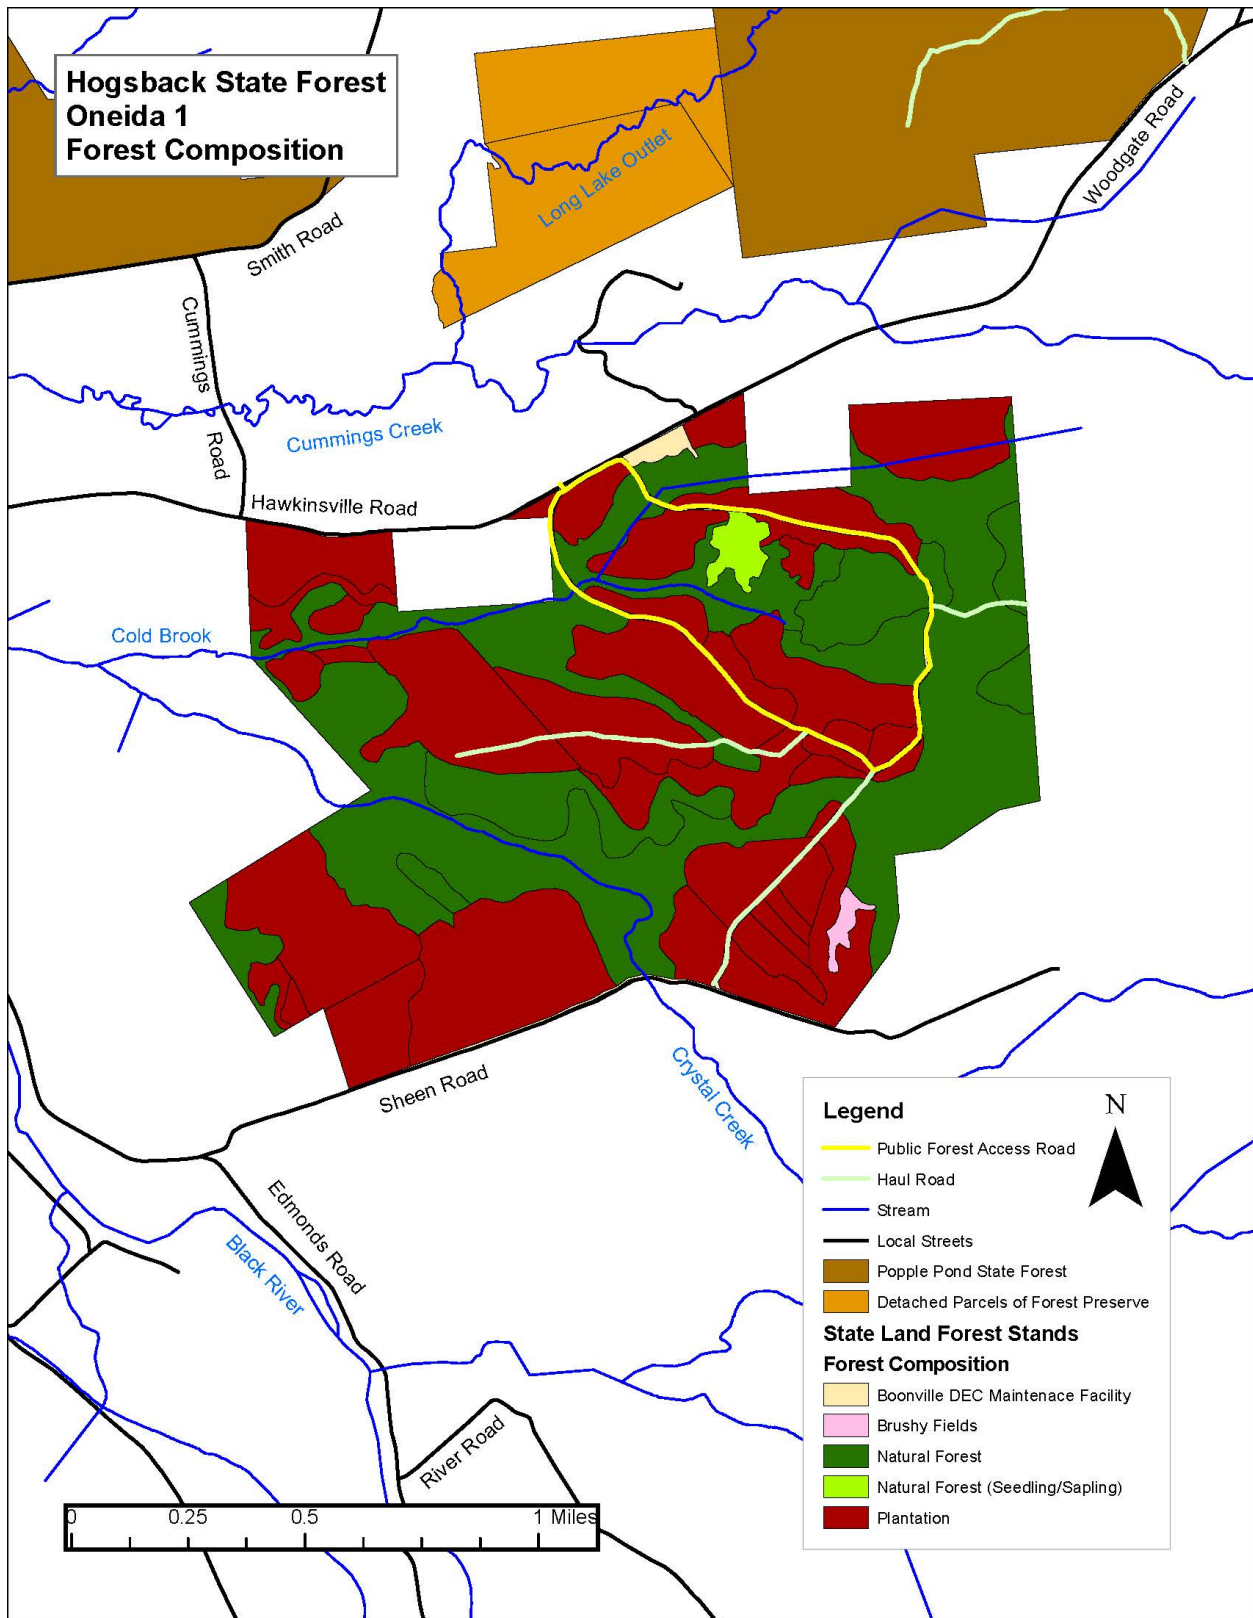 Hogsback State Forest
Oneida 1
Forest Composition
Woodgate Road
Long Lake Outlet
Smith Road
Cummings Road
Cummings Creek
Hawkinsville Road
Cold Brook
Sheen Road
Crystal Creek
Edmonds Road
Black River
River Road
Legend
N
Public Forest Access Road
Haul Road
Stream
Local Streets
Popple Pond State Forest
Detached Parcels of Forest Preserve
State Land Forest Stands
Forest Composition
Boonville DEC Maintenace Facility
Brushy Fields
Natural Forest
Natural Forest (Seedling/Sapling)
Plantation
0 0.25 0.5 1 Miles